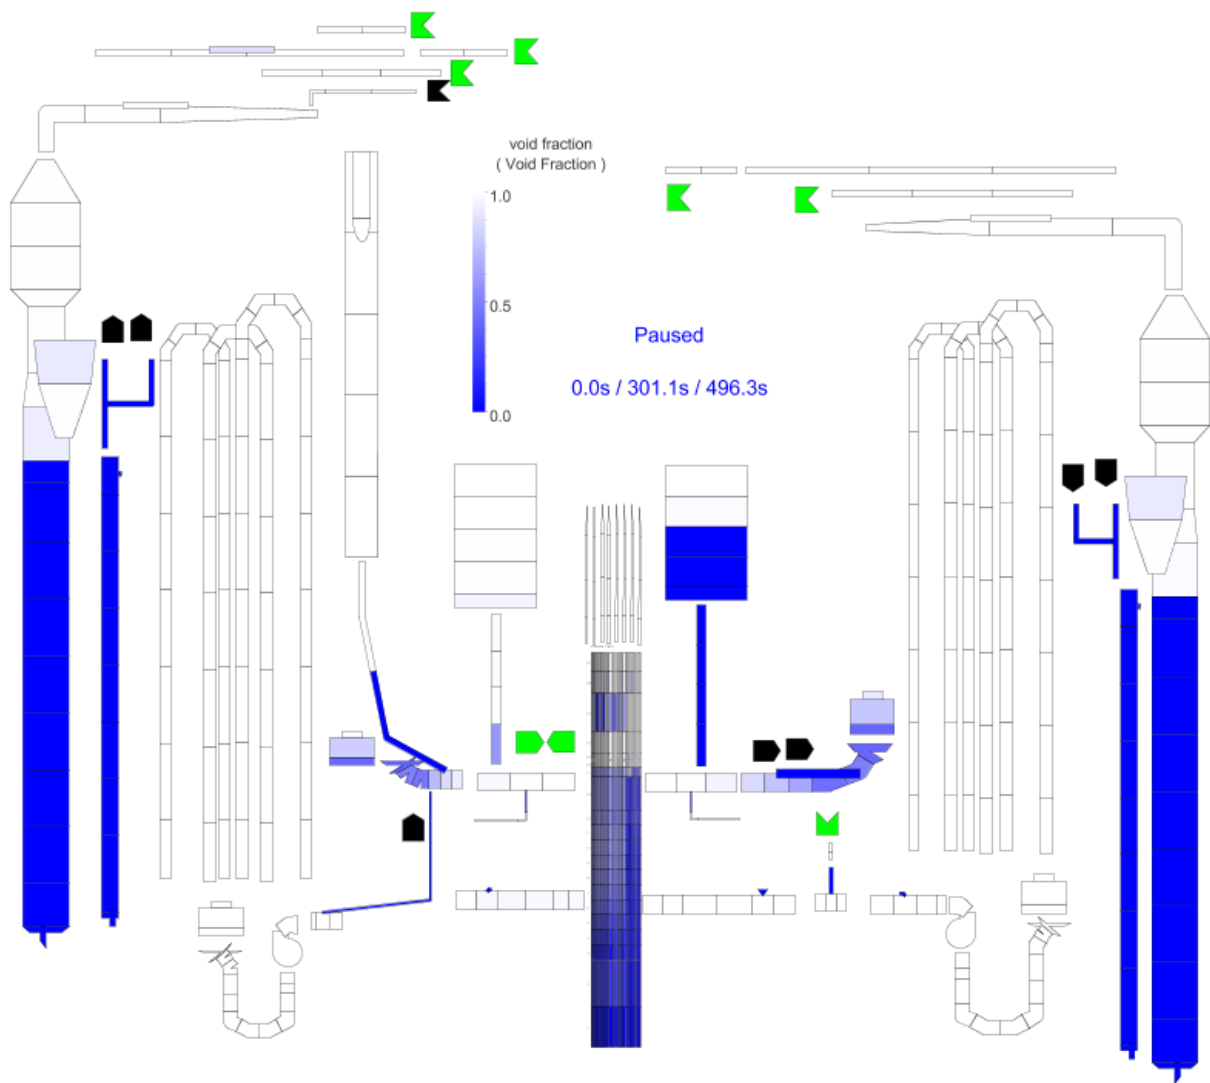 void fraction
( Void Fraction )
1.0
0.5
0.0
Paused
0.0s / 301.1s / 496.3s